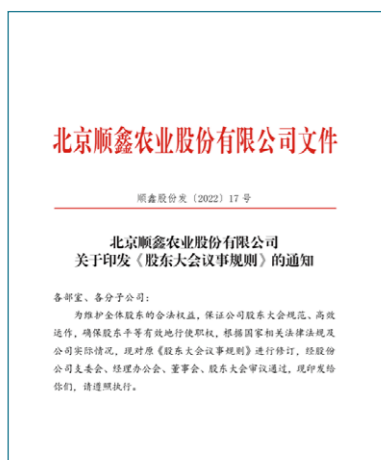 北京顺鑫农业股份有限公司文件
顺鑫股份发〔2022〕17 号
北京顺鑫农业股份有限公司
关于印发《股东大会议事规则》的通知
各部室、各分子公司：
为维护全体股东的合法权益，保证公司股东大会规范、高效
运作，确保股东平等有效地行使职权，根据国家相关法律法规及
公司实际情况，现对原《股东大会议事规则》进行修订，经股份
公司支委会、经理办公会、董事会、股东大会审议通过，现印发给
你们，请遵照执行。